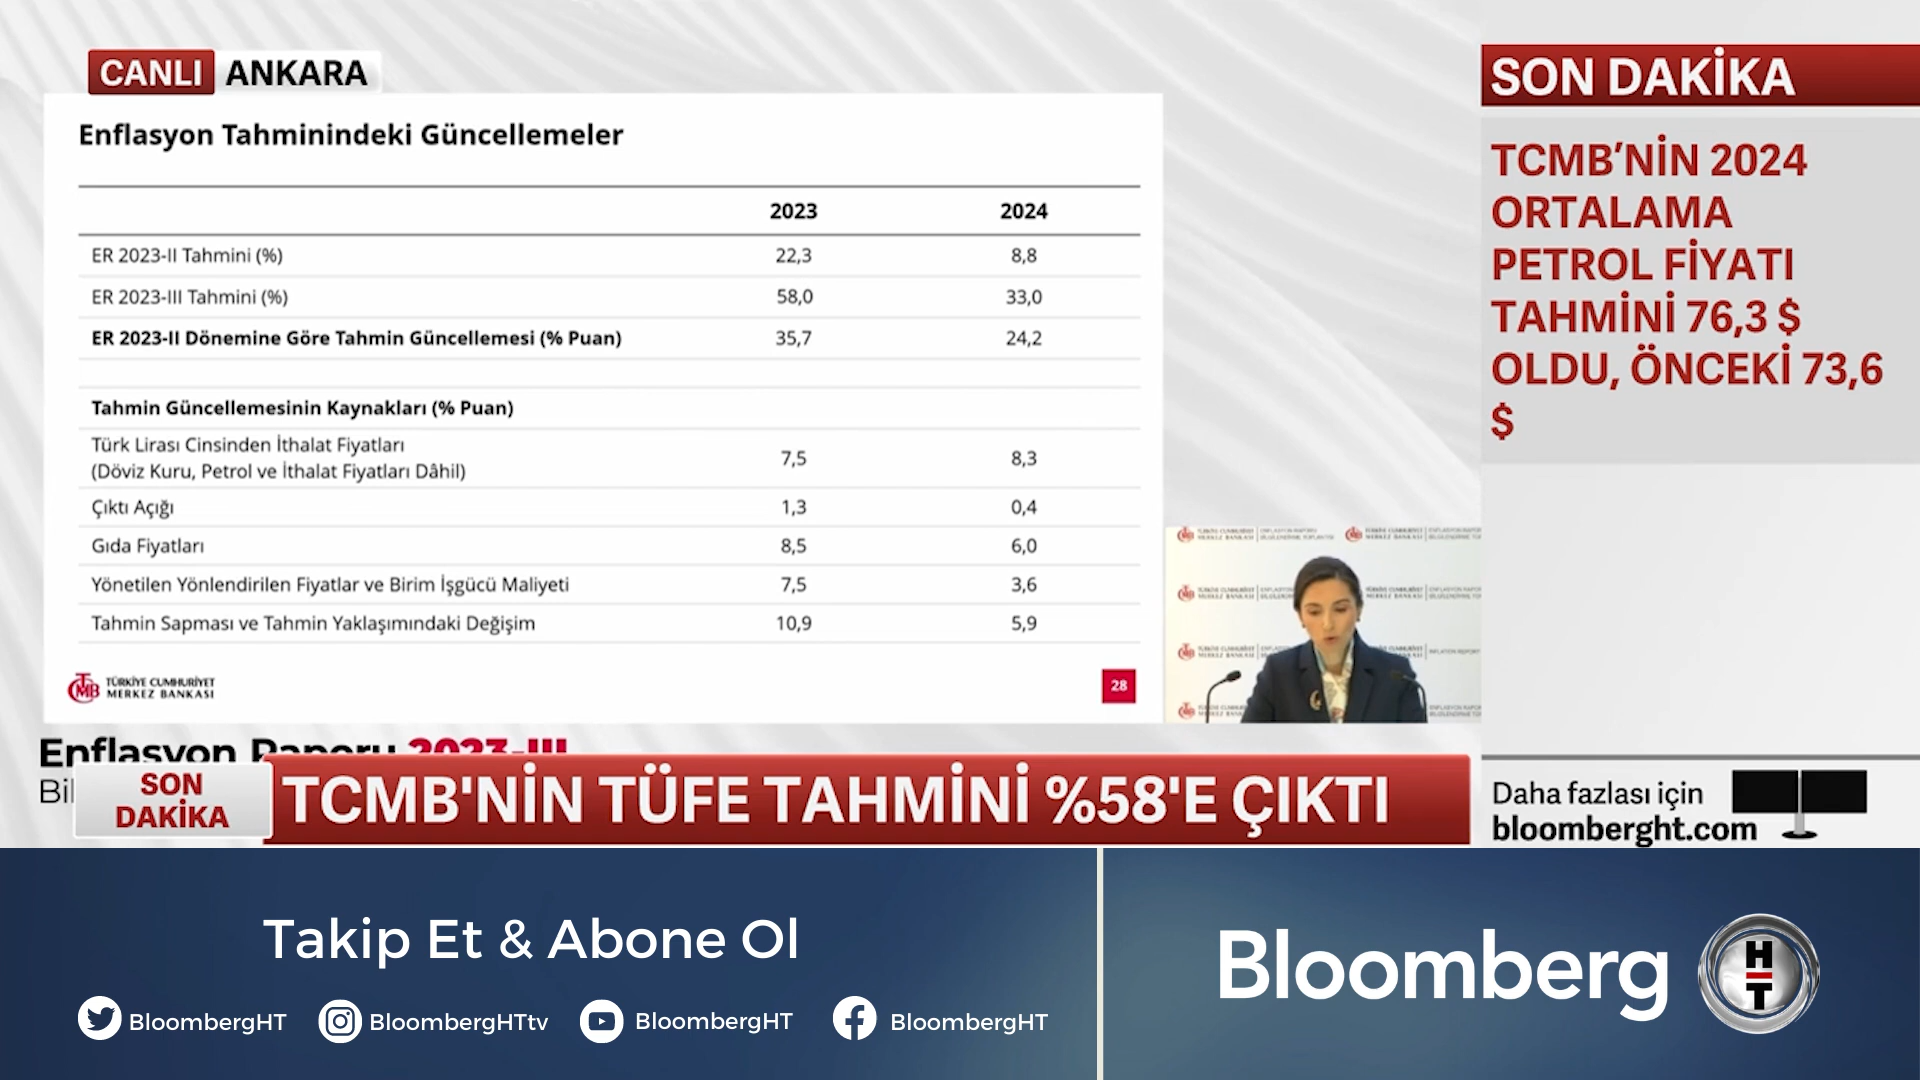 CANLI ANKARA
Enflasyon Tahminindeki Güncellemeler
2023 2024
ER 2023-II Tahmini (%) 22,3 8,8
ER 2023-III Tahmini (%) 58,0 33,0
ER 2023-II Dönemine Göre Tahmin Güncellemesi (% Puan) 35,7 24,2
Tahmin Güncellemesinin Kaynakları (% Puan)
Türk Lirası Cinsinden İthalat Fiyatları
(Döviz Kuru, Petrol ve İthalat Fiyatları Dâhil) 7,5 8,3
Çıktı Açığı 1,3 0,4
Gıda Fiyatları 8,5 6,0
Yönetilen Yönlendirilen Fiyatlar ve Birim İşgücü Maliyeti 7,5 3,6
Tahmin Sapması ve Tahmin Yaklaşımındaki Değişim 10,9 5,9
TCMB
TÜRKİYE CUMHURİYET
MERKEZ BANKASI
28
Enflasyon Raporu 2023-III
SON
DAKİKA
TCMB'NİN TÜFE TAHMİNİ %58'E ÇIKTI
SON DAKİKA
TCMB’NİN 2024
ORTALAMA
PETROL FİYATI
TAHMİNİ 76,3 $
OLDU, ÖNCEKİ 73,6
$
Daha fazlası için
bloomberght.com
Takip Et & Abone Ol
BloombergHT BloombergHTtv BloombergHT BloombergHT
Bloomberg HT